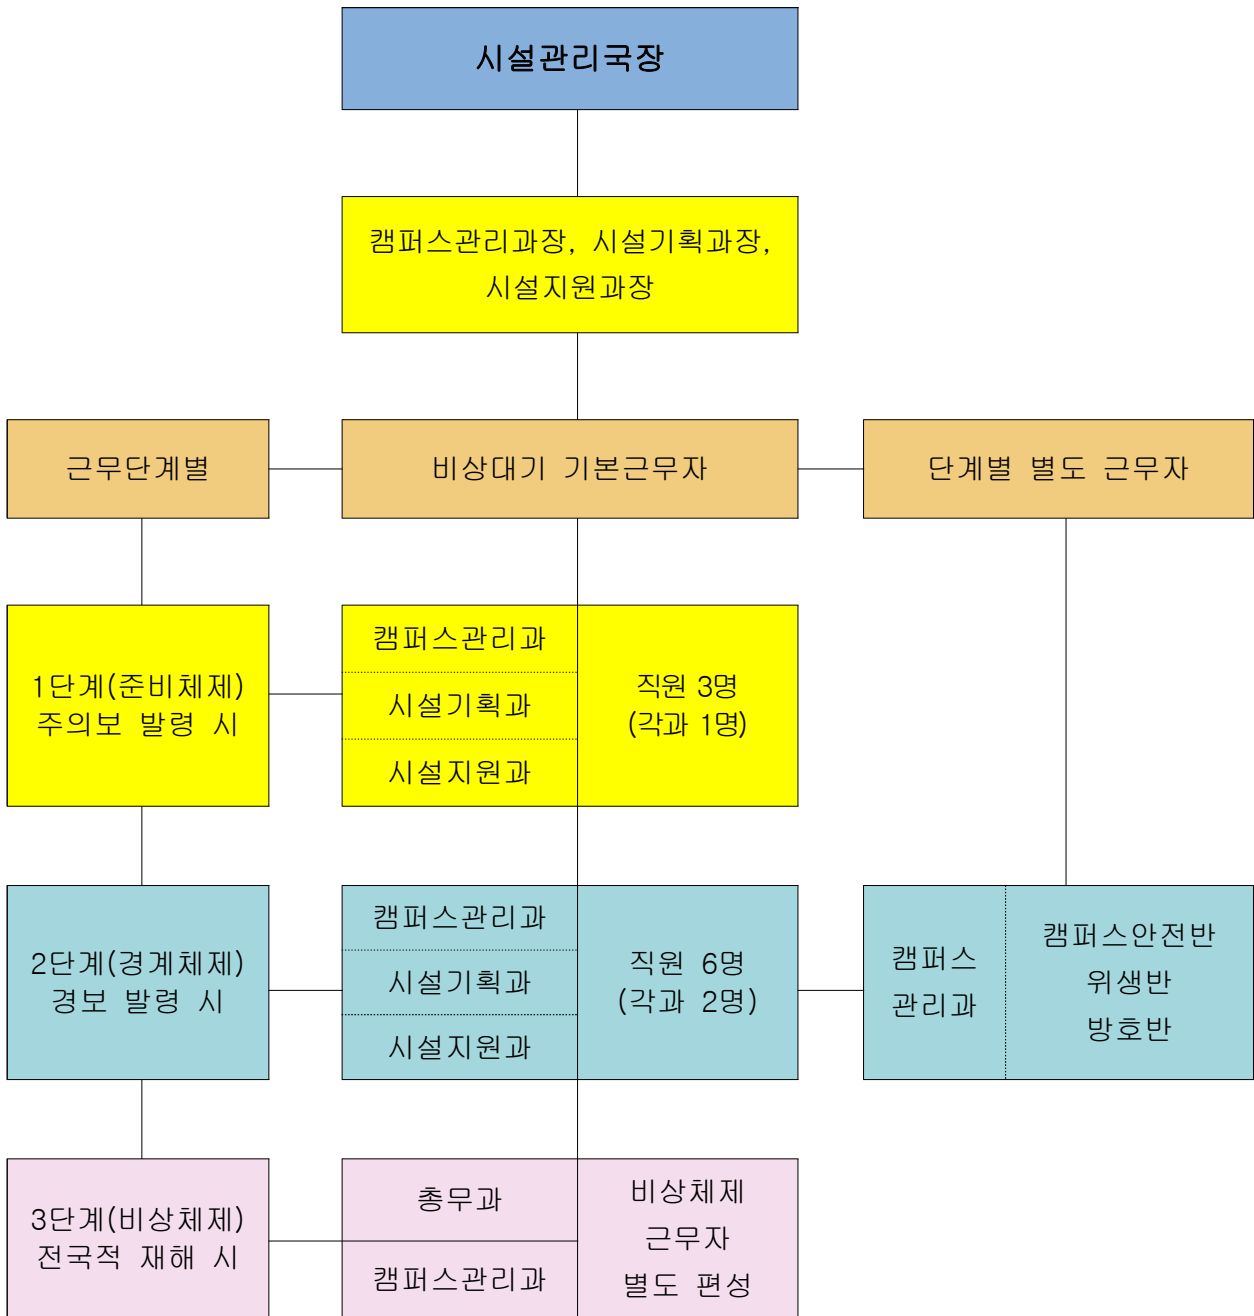 시설관리국장
캠퍼스관리과장, 시설기획과장,
시설지원과장
근무단계별
비상대기 기본근무자
단계별 별도 근무자
1단계(준비체제)
주의보 발령 시
캠퍼스관리과
시설기획과
시설지원과
직원 3명
(각과 1명)
2단계(경계체제)
경보 발령 시
캠퍼스관리과
시설기획과
시설지원과
직원 6명
(각과 2명)
캠퍼스
관리과
캠퍼스안전반
위생반
방호반
3단계(비상체제)
전국적 재해 시
총무과
캠퍼스관리과
비상체제
근무자
별도 편성